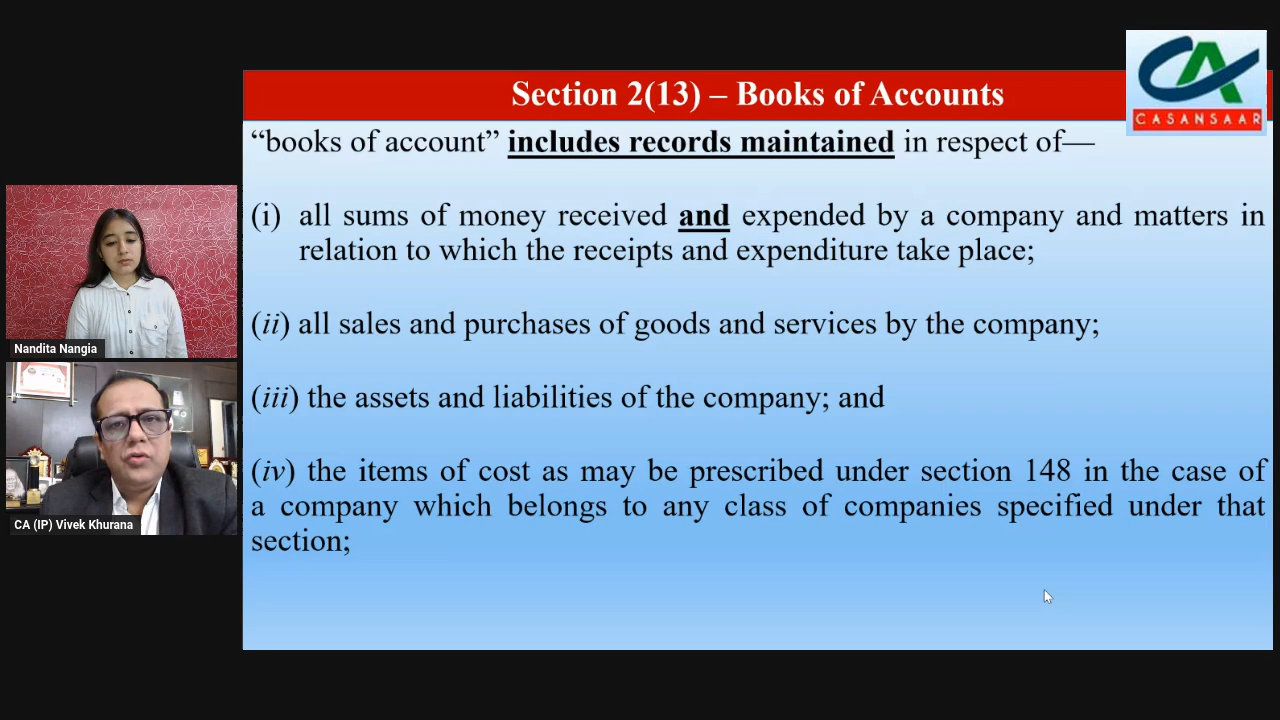 Section 2(13) – Books of Accounts
CASANSAAR
“books of account” includes records maintained in respect of—
(i) all sums of money received and expended by a company and matters in
relation to which the receipts and expenditure take place;
(ii) all sales and purchases of goods and services by the company;
(iii) the assets and liabilities of the company; and
(iv) the items of cost as may be prescribed under section 148 in the case of
a company which belongs to any class of companies specified under that
section;
Nandita Nangia
CA (IP) Vivek Khurana